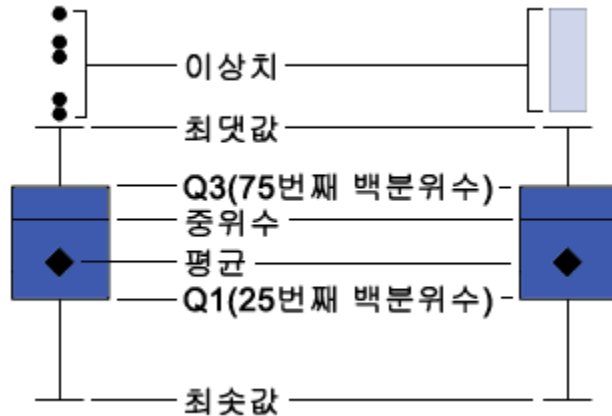 이상치
최댓값
Q3(75번째 백분위수)
중위수
평균
Q1(25번째 백분위수)
최솟값